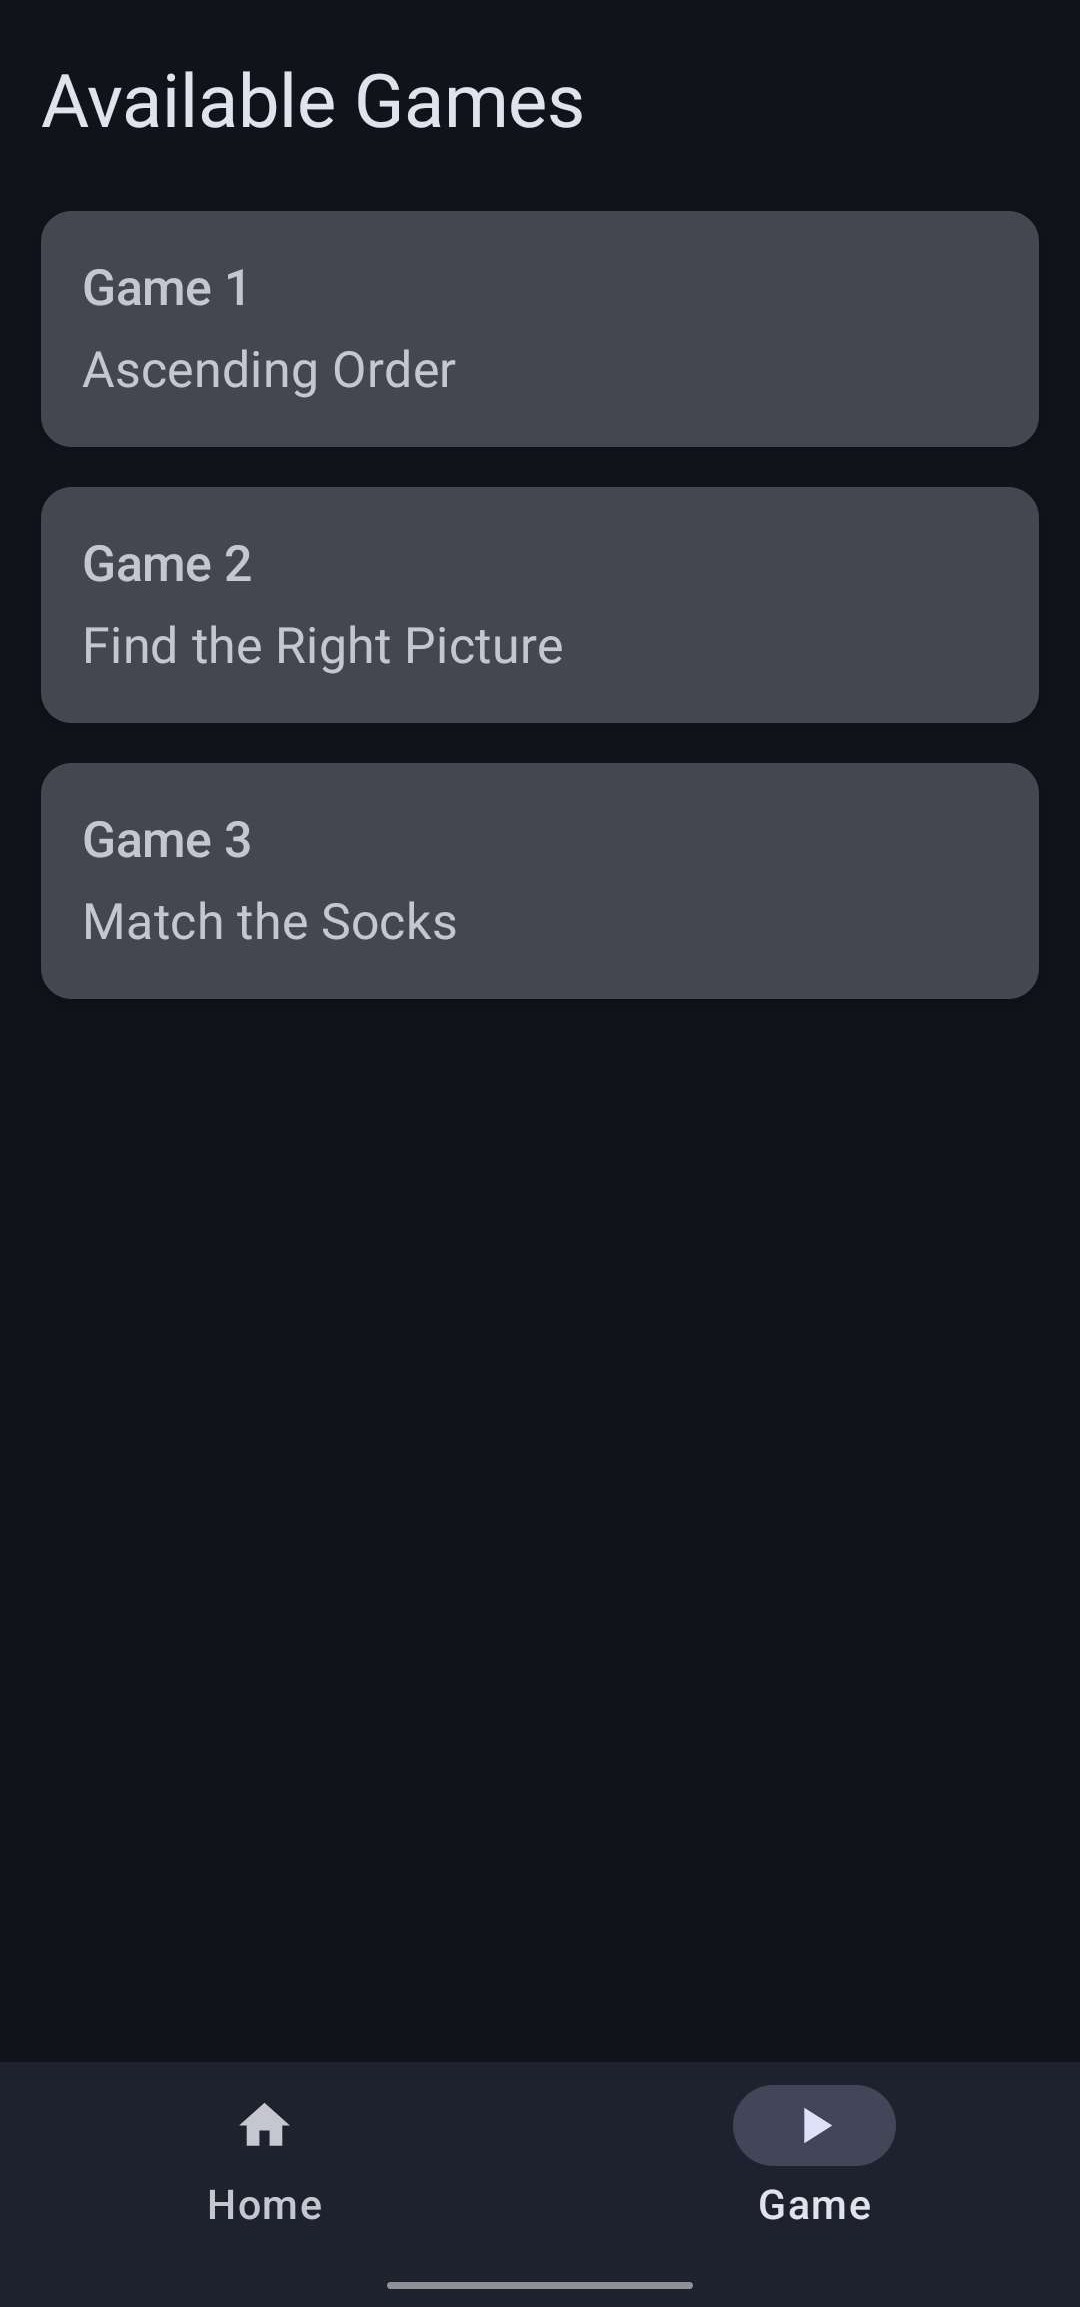 Available Games
Game 1
Ascending Order
Game 2
Find the Right Picture
Game 3
Match the Socks
Home
Game